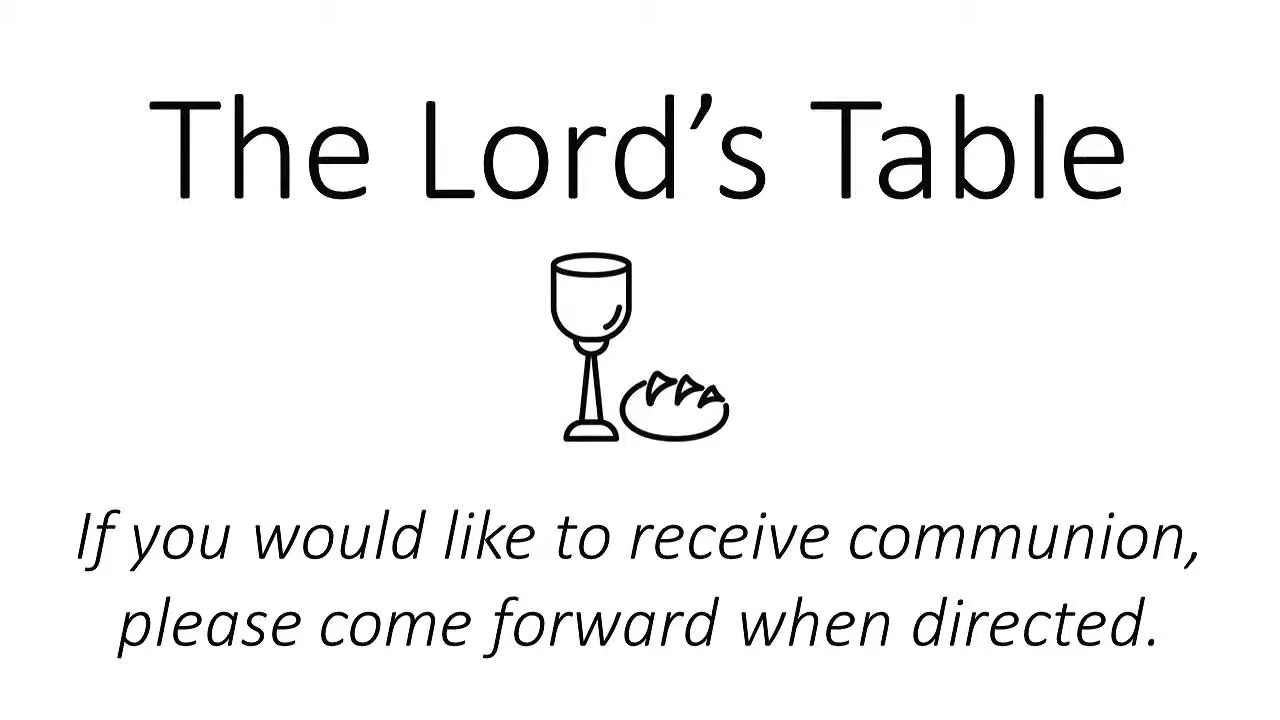 The Lord’s Table
If you would like to receive communion,
please come forward when directed.